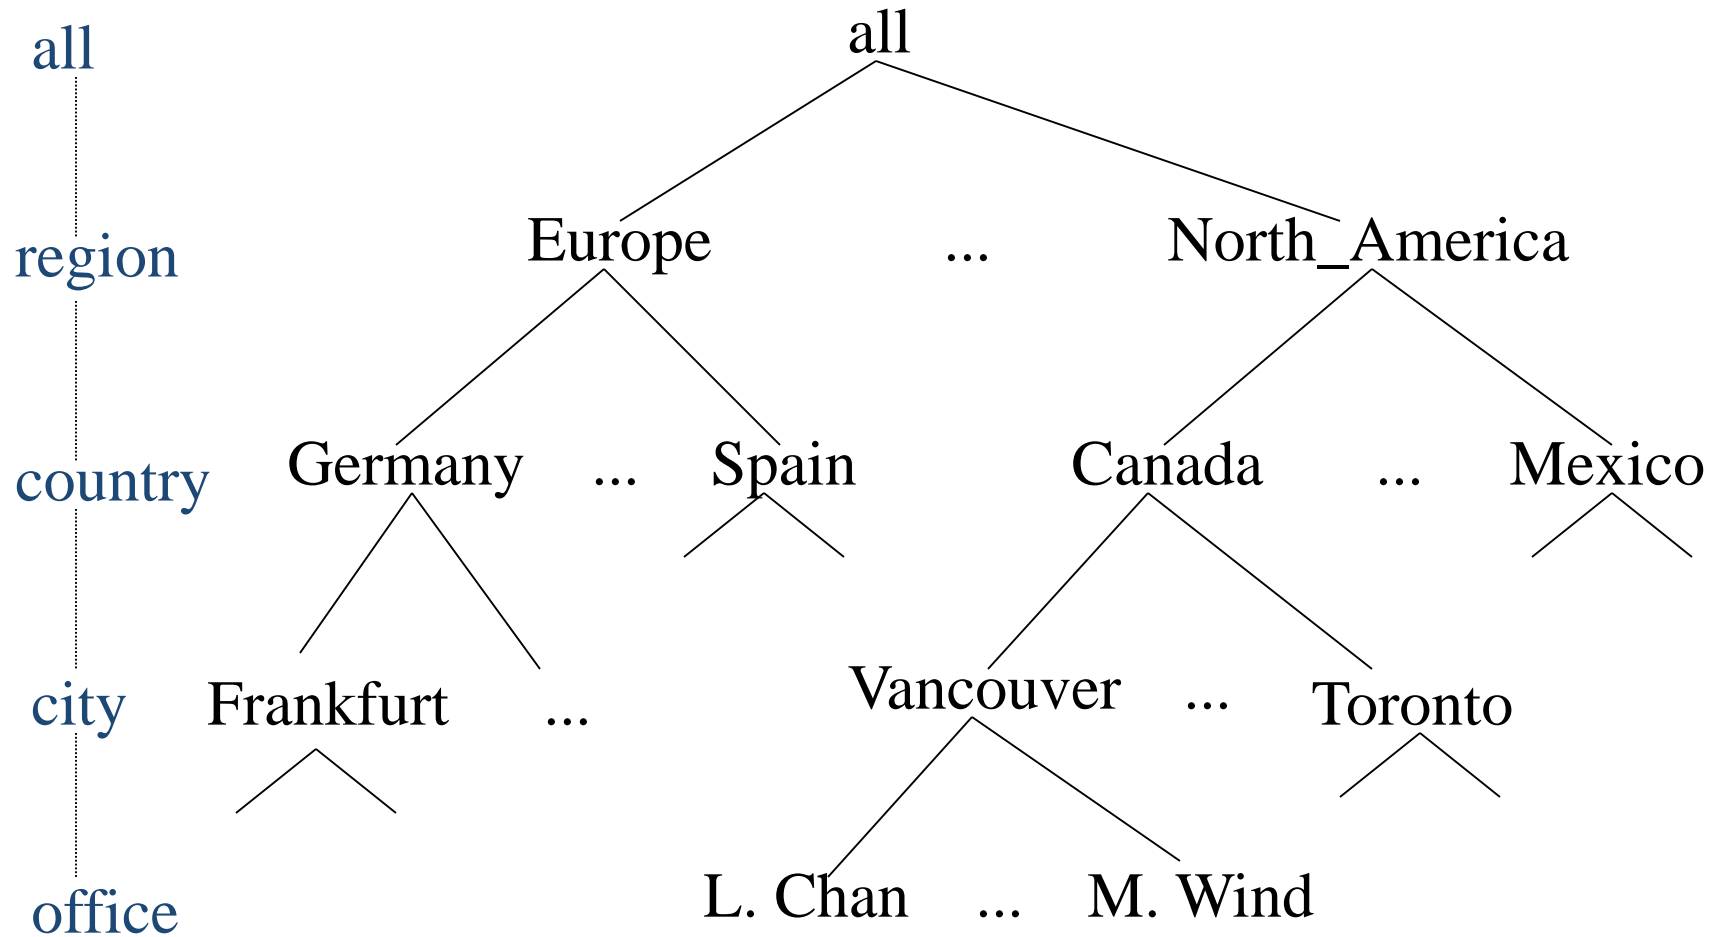 all
all
region
Europe ... North_America
country
Germany ... Spain Canada ... Mexico
city
Frankfurt ... Vancouver ... Toronto
office
L. Chan ... M. Wind